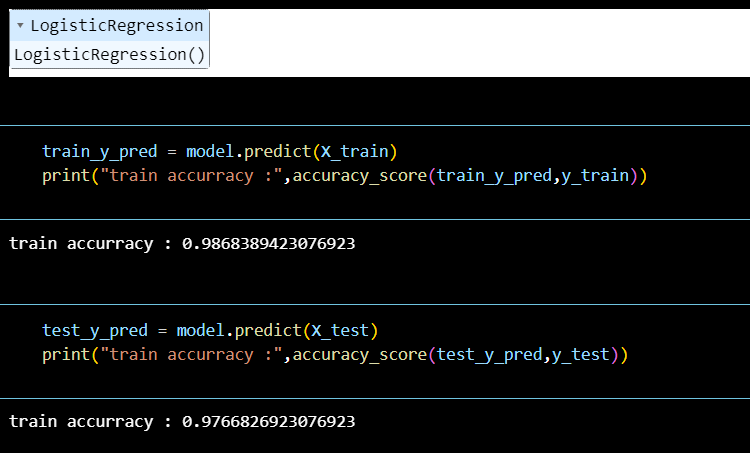 ▾ LogisticRegression
LogisticRegression()
train_y_pred = model.predict(X_train)
print("train accurracy :",accuracy_score(train_y_pred,y_train))
train accurracy : 0.9868389423076923
test_y_pred = model.predict(X_test)
print("train accurracy :",accuracy_score(test_y_pred,y_test))
train accurracy : 0.9766826923076923